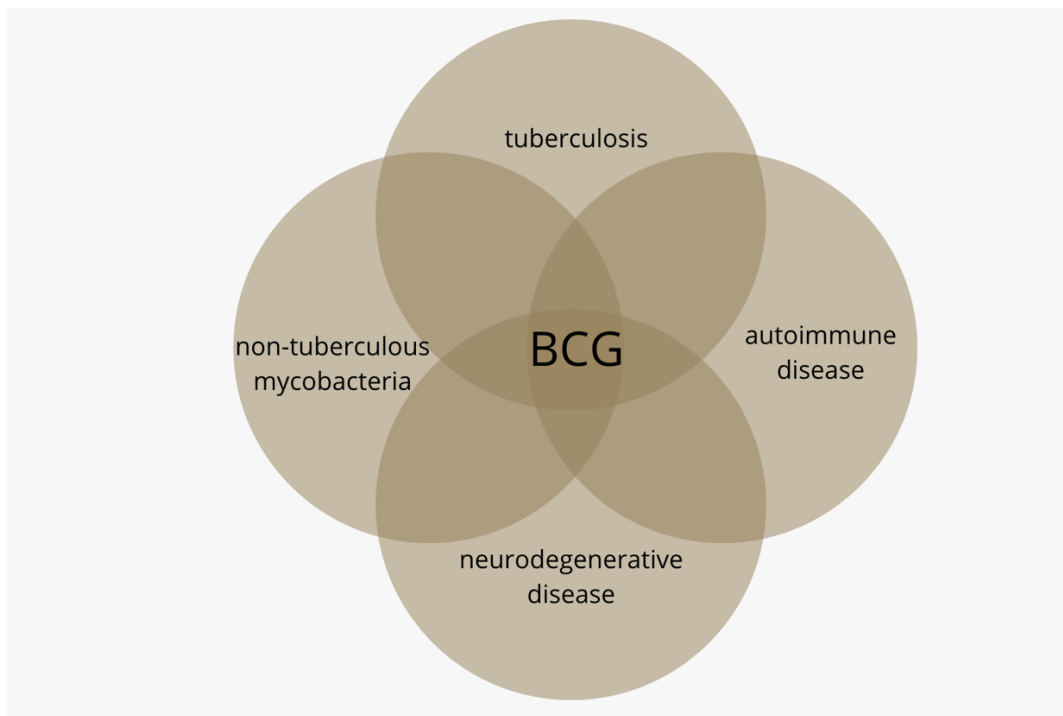 tuberculosis
non-tuberculous
mycobacteria
BCG
autoimmune
disease
neurodegenerative
disease